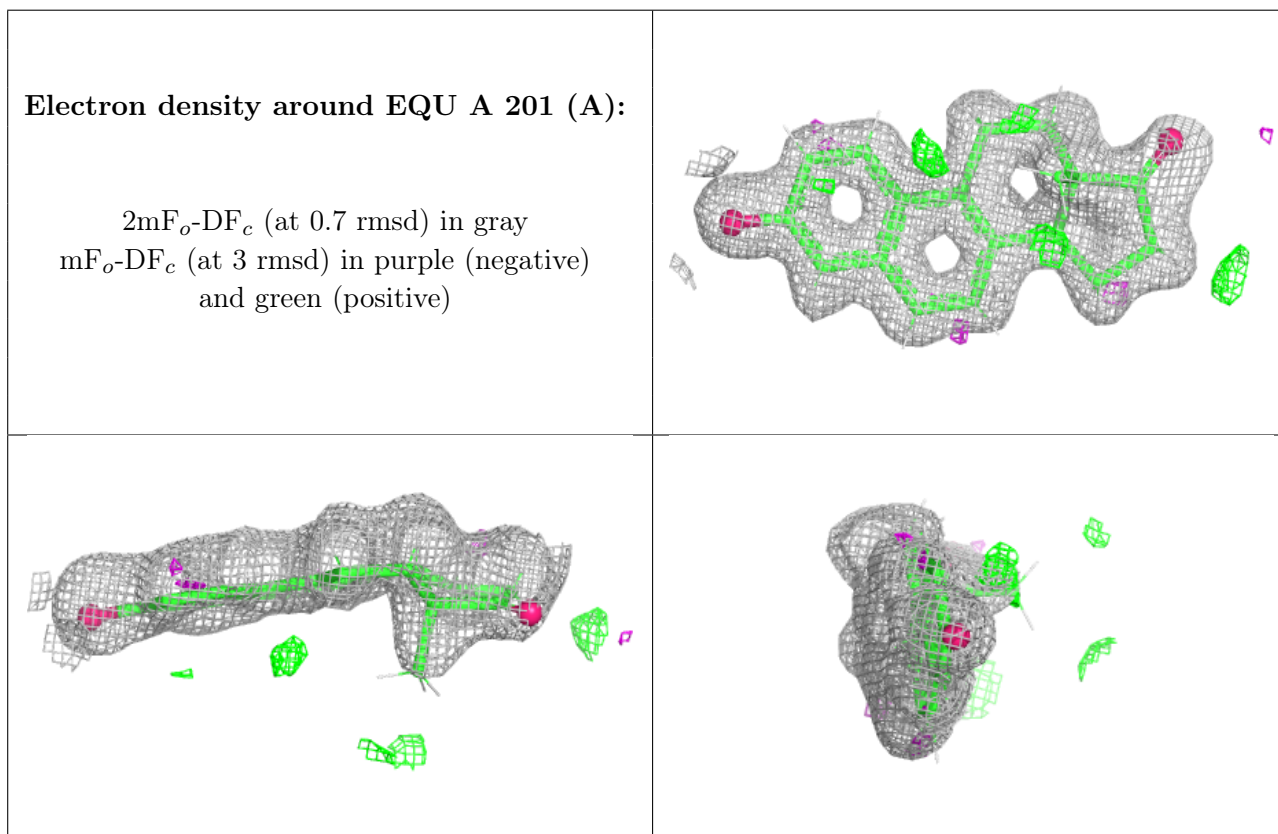 Electron density around EQU A 201 (A):
2mFo-DFc (at 0.7 rmsd) in gray
mFo-DFc (at 3 rmsd) in purple (negative)
and green (positive)